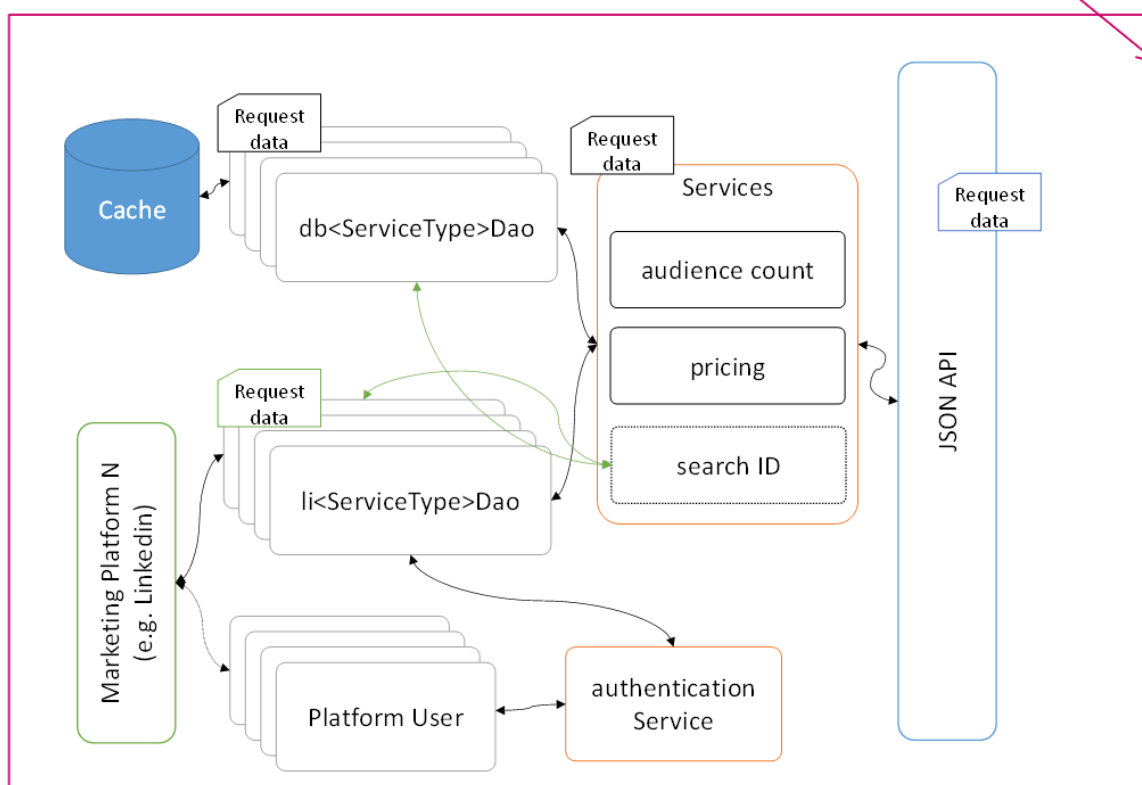 Request
data
Cache
db<ServiceType>Dao
Request
data
Services
audience count
pricing
search ID
Request
data
JSON API
Request
data
li<ServiceType>Dao
Marketing Platform N
(e.g. Linkedin)
Platform User
authentication
Service